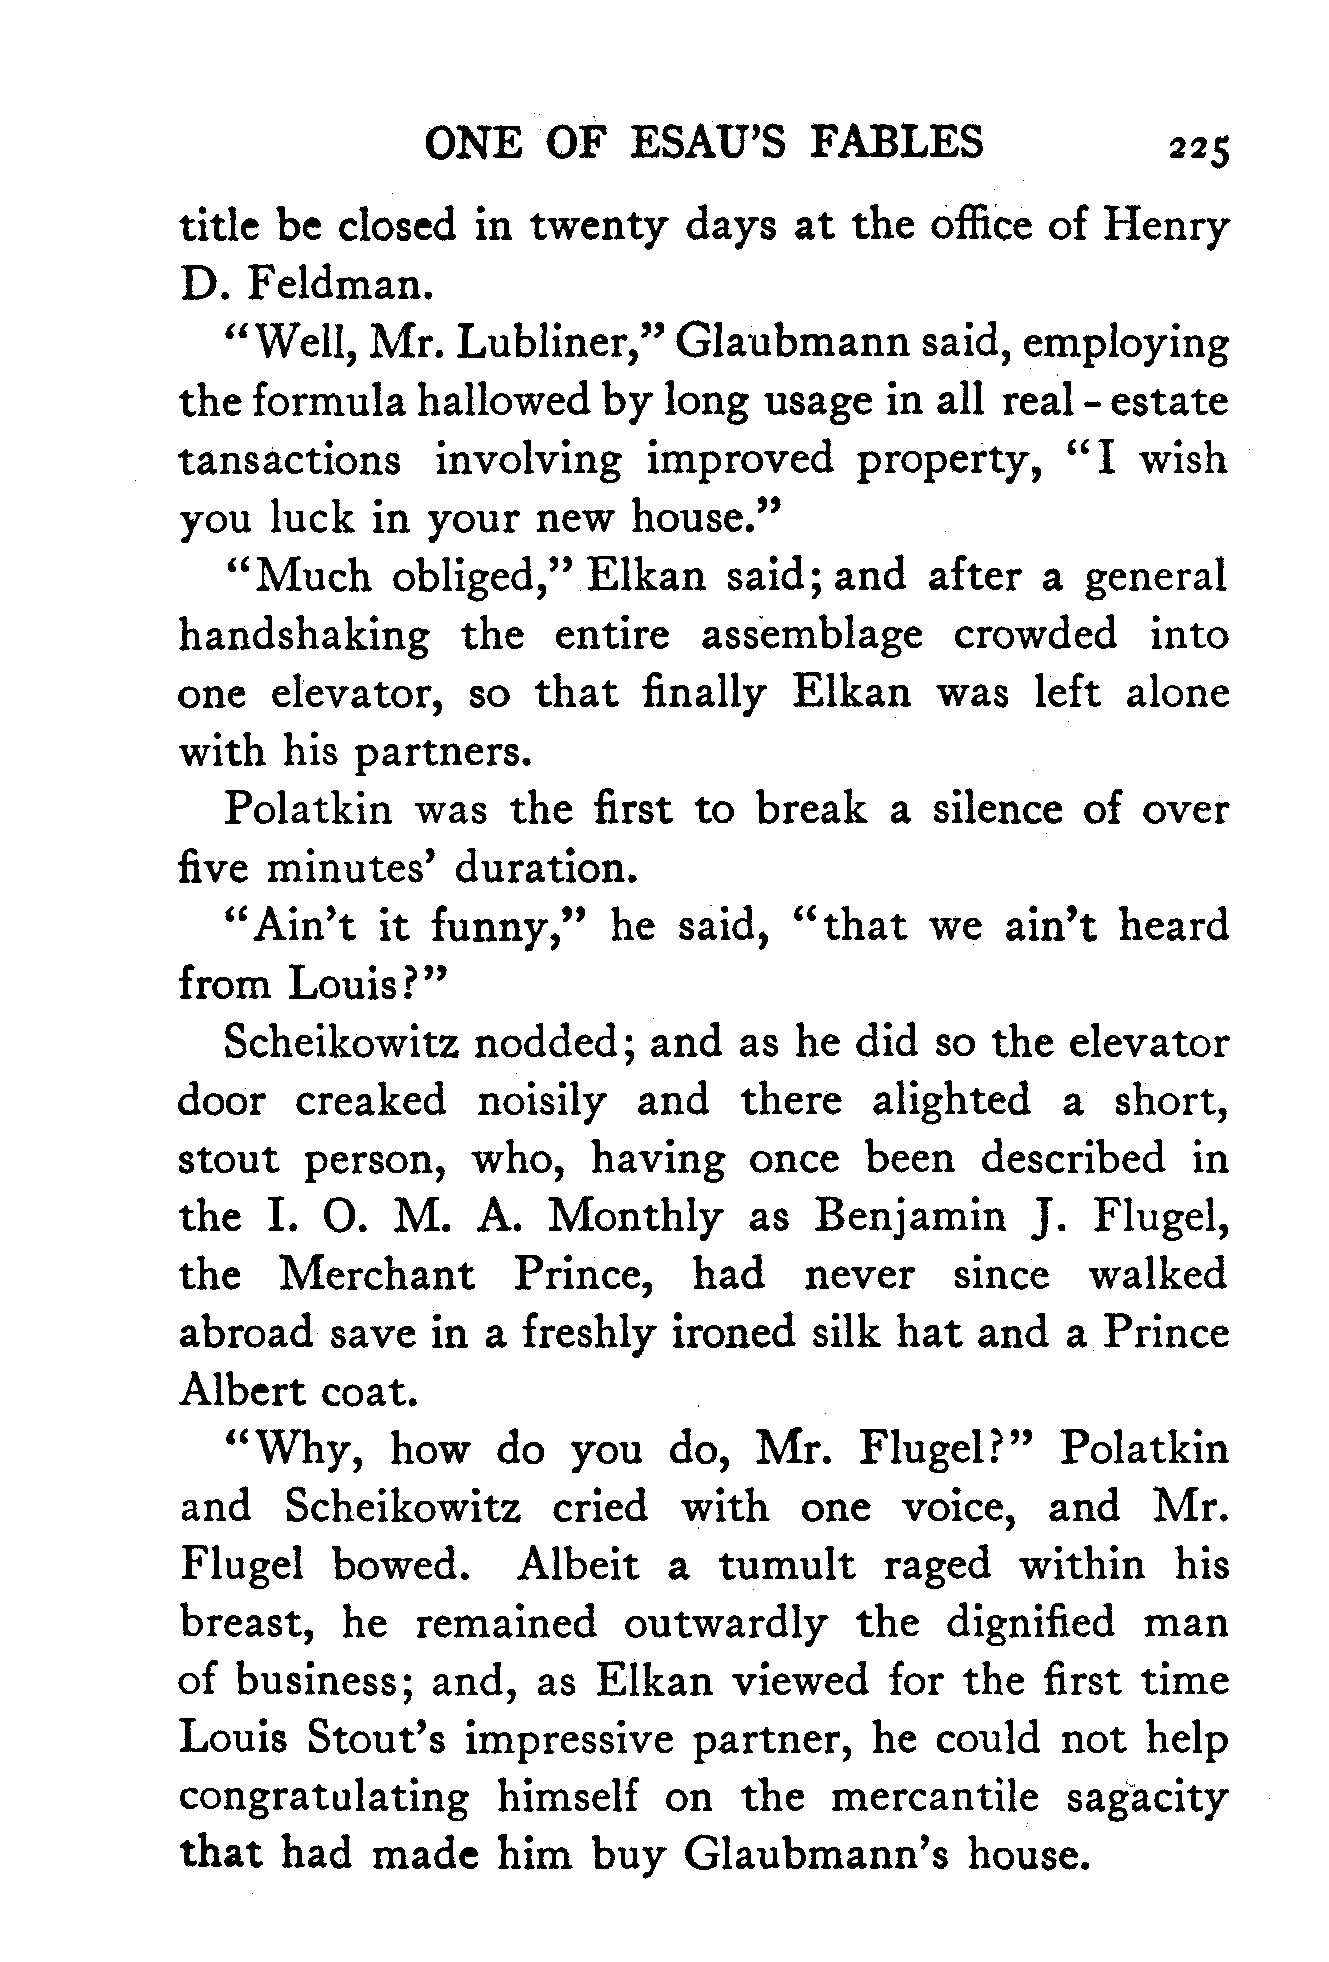 ONE OF ESAU'S FABLES 225
title be closed in twenty days at the office of Henry
D. Feldman.
"Well, Mr. Lubliner," Glaubmann said, employing
the formula hallowed by long usage in all real-estate
tansactions involving improved property, "I wish
you luck in your new house."
"Much obliged," Elkan said; and after a general
handshaking the entire assemblage crowded into
one elevator, so that finally Elkan was left alone
with his partners.
Polatkin was the first to break a silence of over
five minutes' duration.
"Ain't it funny," he said, "that we ain't heard
from Louis?"
Scheikowitz nodded; and as he did so the elevator
door creaked noisily and there alighted a short,
stout person, who, having once been described in
the I. O. M. A. Monthly as Benjamin J. Flugel,
the Merchant Prince, had never since walked
abroad save in a freshly ironed silk hat and a Prince
Albert coat.
"Why, how do you do, Mr. Flugel?" Polatkin
and Scheikowitz cried with one voice, and Mr.
Flugel bowed. Albeit a tumult raged within his
breast, he remained outwardly the dignified man
of business; and, as Elkan viewed for the first time
Louis Stout's impressive partner, he could not help
congratulating himself on the mercantile sagacity
that had made him buy Glaubmann's house.